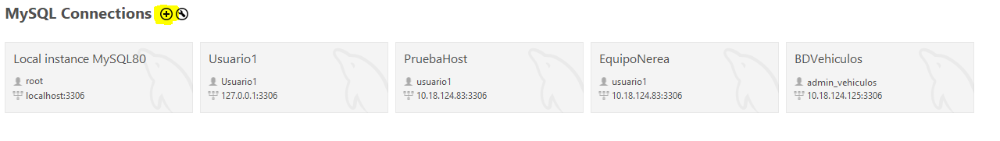 MySQL Connections
Local instance MySQL80
root
localhost:3306
Usuario1
Usuario1
127.0.0.1:3306
PruebaHost
usuario1
10.18.124.83:3306
EquipoNerea
usuario1
10.18.124.83:3306
BDVehiculos
admin_vehiculos
10.18.124.125:3306